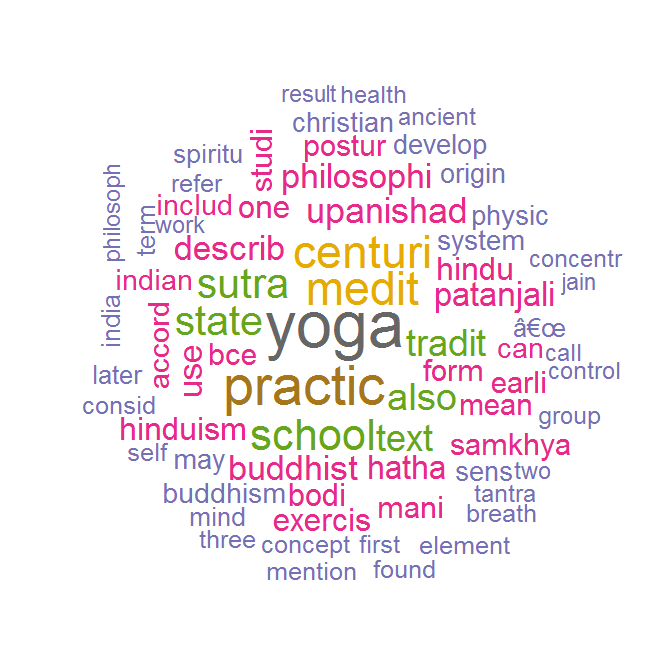 result health
christian ancient
spiritu studi postur develop
refer philosophi origin
philosoph term includ one upanishad physic
work
describ centuri system concentr
indian sutra medit hindu patanjali jain
india state yoga tradit â€œ
accord use bce can call
later practic form earli control
consid also mean group
hinduism school text samkhya
self may buddhist hatha sens two
buddhism bodi mani tantra
mind exercis breath
three concept first element
mention found